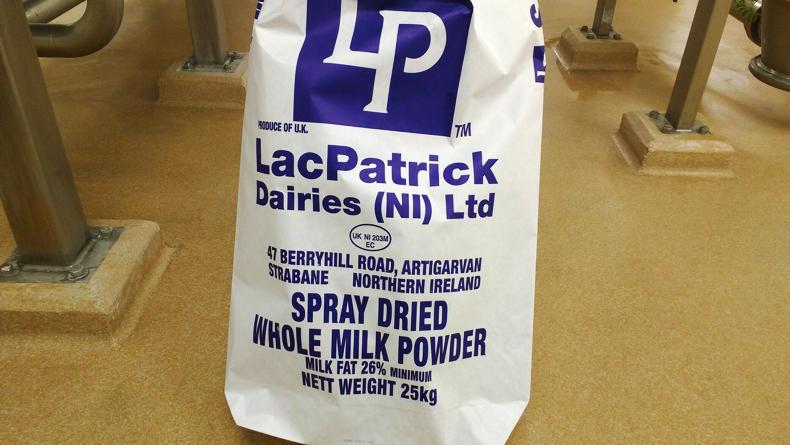 LP
PRODUCE OF U.K.
TM
LacPatrick
Dairies (NI) Ltd
UK NI 203M
EC
47 BERRYHILL ROAD, ARTIGARVAN
STRABANE NORTHERN IRELAND
SPRAY DRIED
WHOLE MILK POWDER
MILK FAT 26% MINIMUM
NETT WEIGHT 25kg